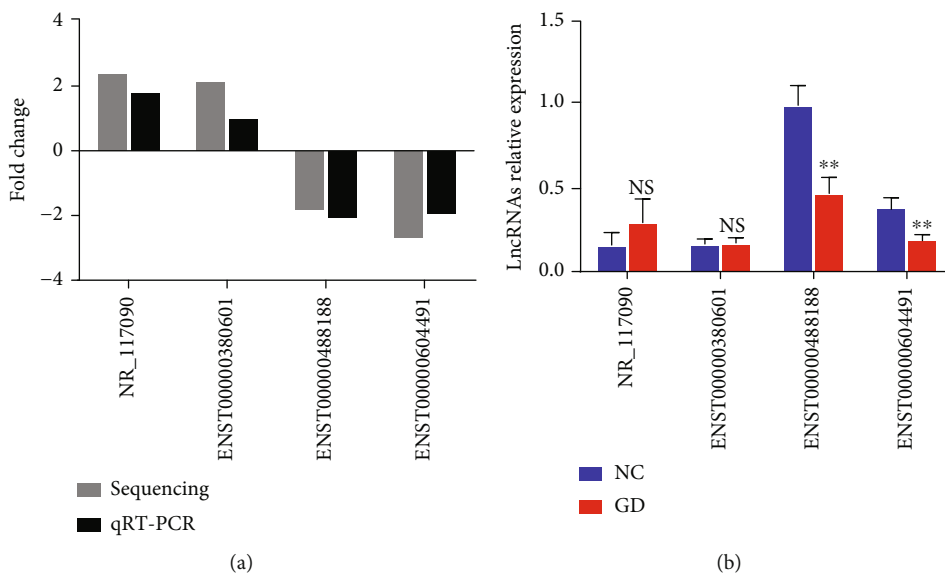 4
2
0
−2
−4
Fold change
NR_117090
ENST00000380601
ENST00000488188
ENST00000604491
Sequencing
qRT-PCR
(a)
1.5
1.0
0.5
0.0
LncRNAs relative expression
NS
NS
**
**
NR_117090
ENST00000380601
ENST00000488188
ENST00000604491
NC
GD
(b)